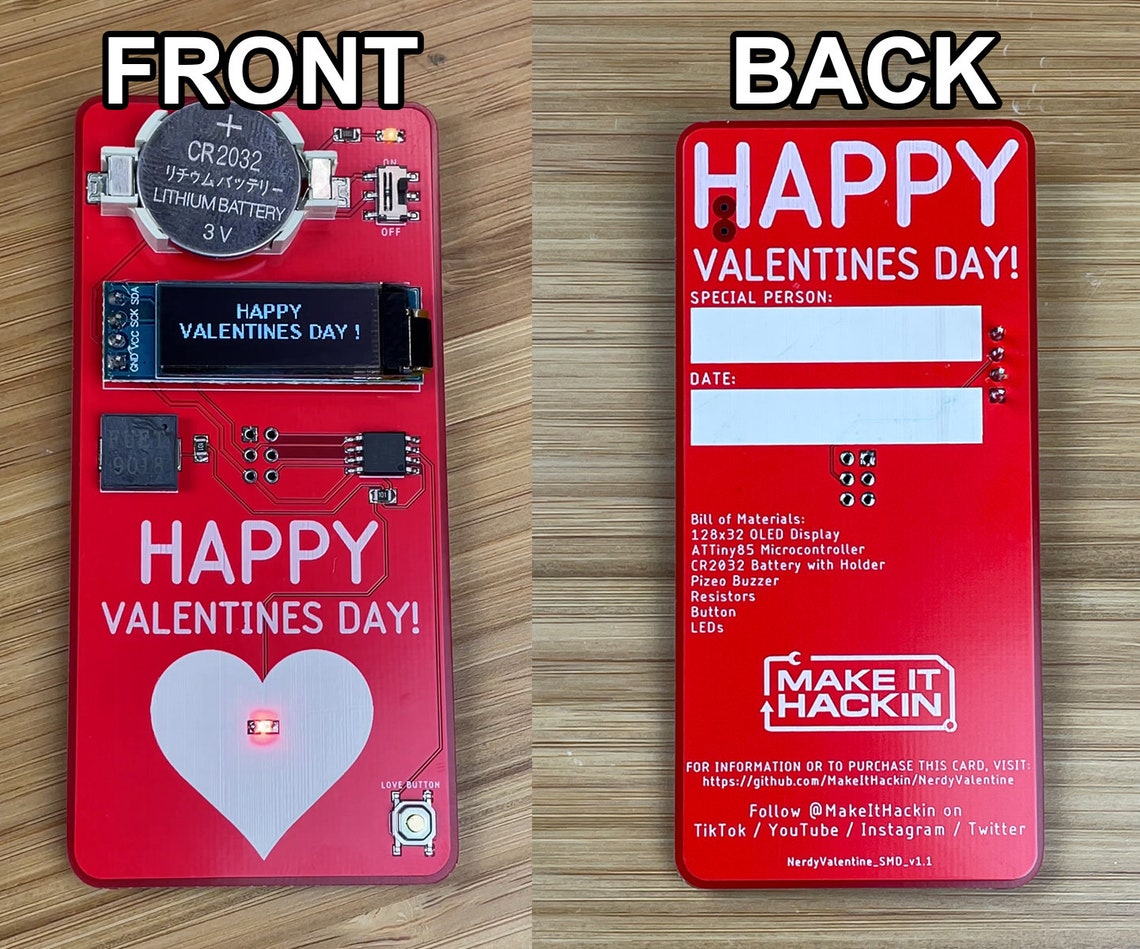 FRONT
+
CR2032
リチウムバッテリー
LITHIUM BATTERY
3V
ON
OFF
GND VCC SCK SDA
HAPPY
VALENTINES DAY !
9018
101
101
HAPPY
VALENTINES DAY!
LOVE BUTTON
BACK
HAPPY
VALENTINES DAY!
SPECIAL PERSON:
DATE:
Bill of Materials:
128x32 OLED Display
ATTiny85 Microcontroller
CR2032 Battery with Holder
Pizeo Buzzer
Resistors
Button
LEDs
MAKE IT
HACKIN
FOR INFORMATION OR TO PURCHASE THIS CARD, VISIT:
https://github.com/MakeItHackin/NerdyValentine
Follow @MakeItHackin on
TikTok / YouTube / Instagram / Twitter
NerdyValentine_SMD_v1.1